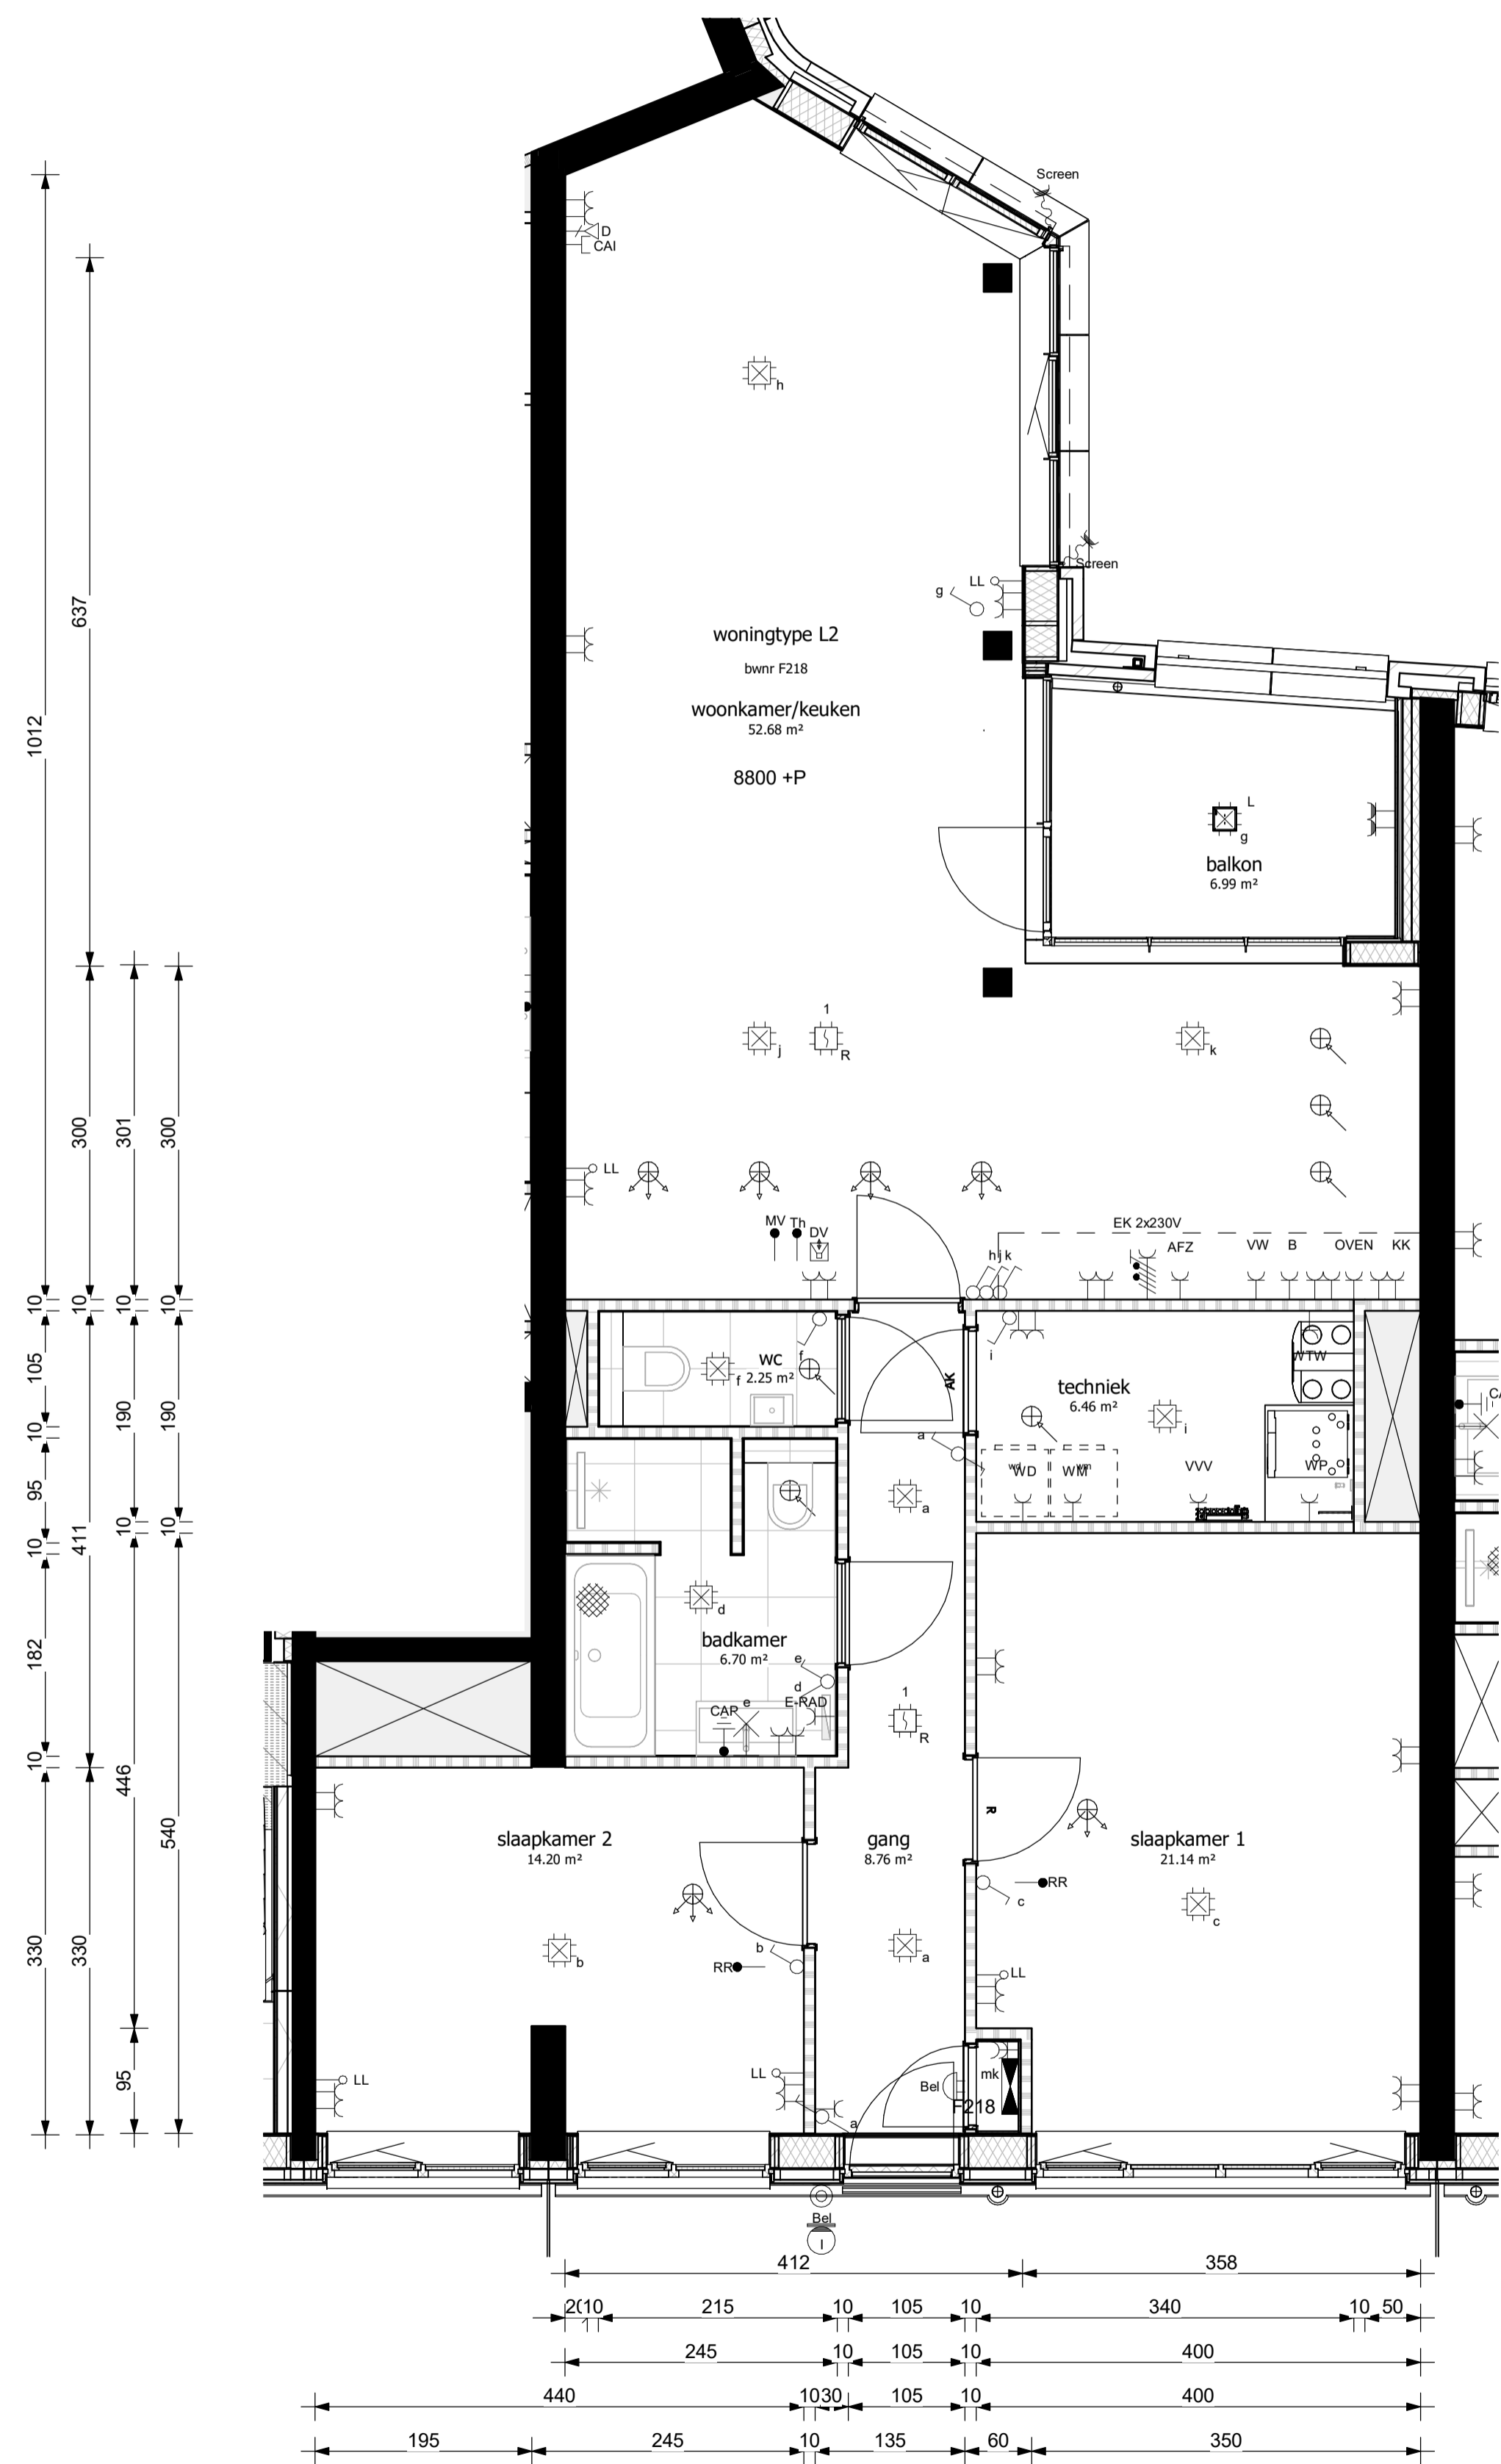 Screen
D
CAI
h
Screen
LL
g
637
woningtype L2
bwnr F218
woonkamer/keuken
52.68 m²
1012
8800 +P
L
g
balkon
6.99 m²
1
j
R
k
300
301
300
LL
MV
Th
DV
EK 2x230V
h j k
AFZ
VW
B
OVEN
KK
10
10
10
10
f
i
wc
f
2.25 m²
AK
techniek
6.46 m²
WTW
i
105
190
190
10
a
wd
WD
wm
WM
VVV
WP
CA
95
a
10
411
10
10
d
badkamer
6.70 m²
e
d
182
CAP
e
E-RAD
1
R
10
446
540
slaapkamer 2
14.20 m²
gang
8.76 m²
R
slaapkamer 1
21.14 m²
c
RR
c
330
330
b
b
RR
a
LL
95
LL
LL
Bel
mk
F218
a
Bel
I
412
358
20
10
215
10
105
10
340
10
50
245
10
105
10
400
440
10
30
105
10
400
195
245
10
135
60
350